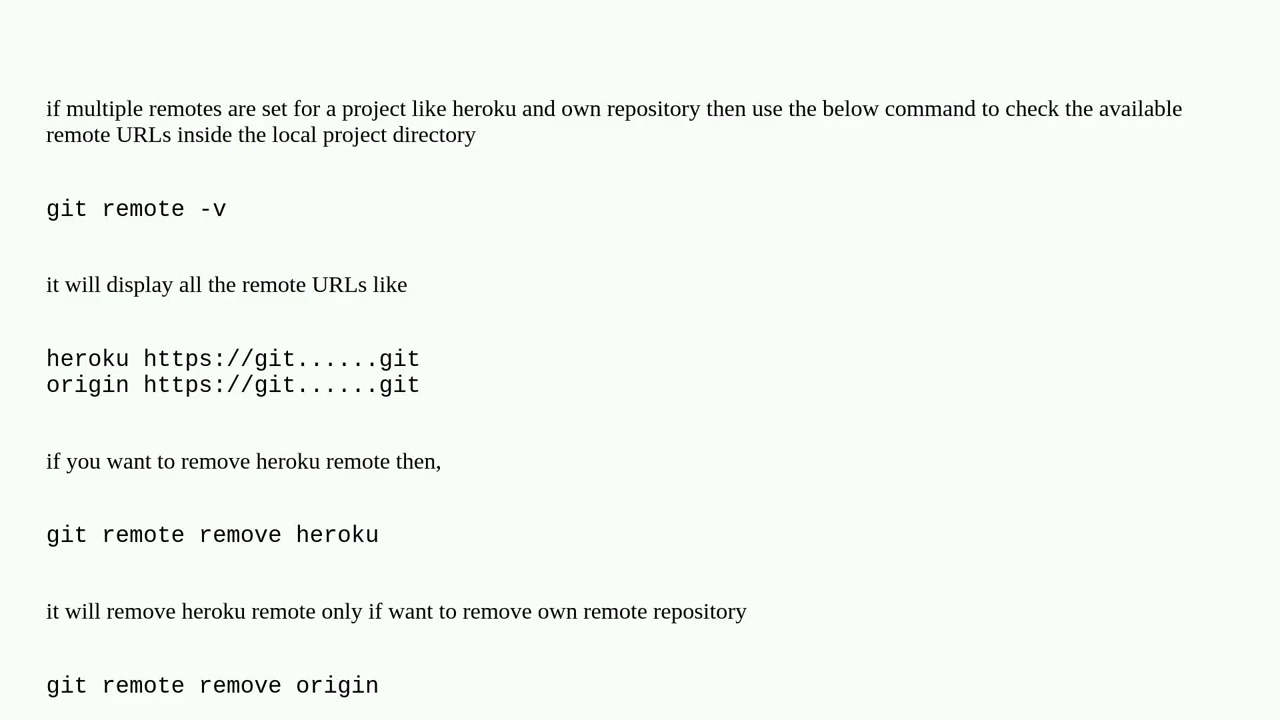 if multiple remotes are set for a project like heroku and own repository then use the below command to check the available
remote URLs inside the local project directory
git remote -v
it will display all the remote URLs like
heroku https://git......git
origin https://git......git
if you want to remove heroku remote then,
git remote remove heroku
it will remove heroku remote only if want to remove own remote repository
git remote remove origin